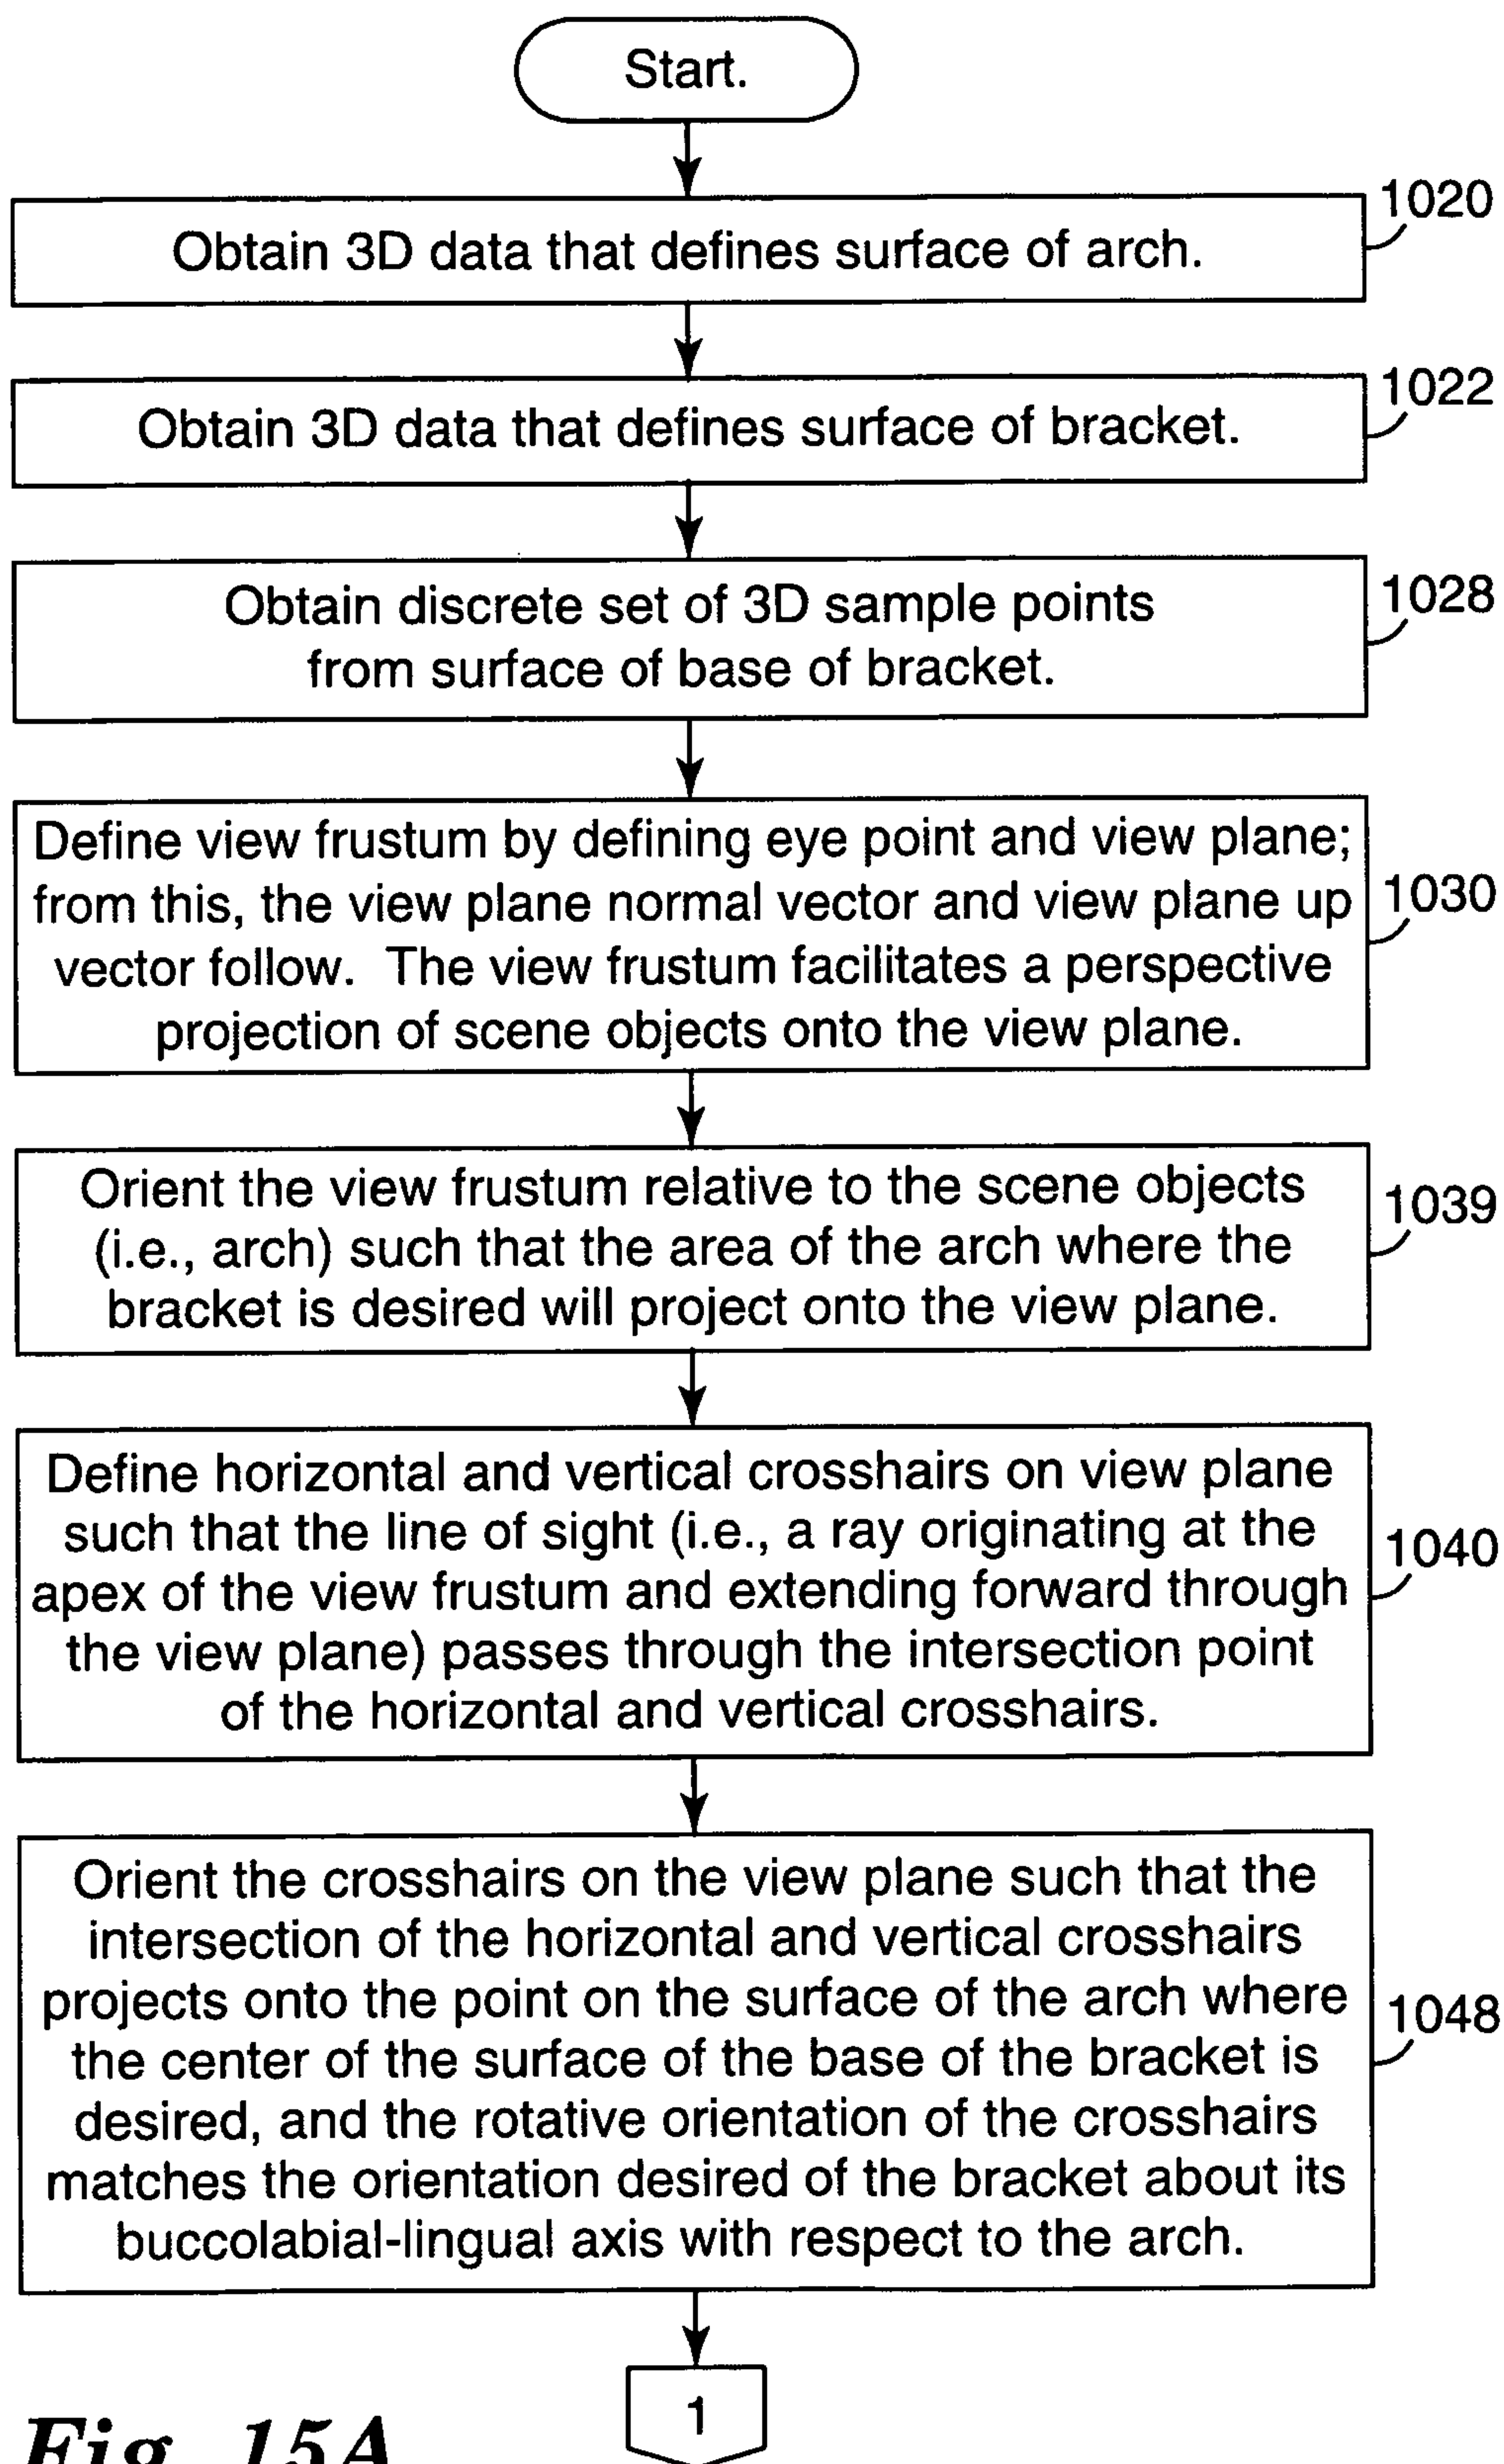 Start.
1020
Obtain 3D data that defines surface of arch.
1022
Obtain 3D data that defines surface of bracket.
1028
Obtain discrete set of 3D sample points
from surface of base of bracket.
1030
Define view frustum by defining eye point and view plane;
from this, the view plane normal vector and view plane up
vector follow. The view frustum facilitates a perspective
projection of scene objects onto the view plane.
1039
Orient the view frustum relative to the scene objects
(i.e., arch) such that the area of the arch where the
bracket is desired will project onto the view plane.
1040
Define horizontal and vertical crosshairs on view plane
such that the line of sight (i.e., a ray originating at the
apex of the view frustum and extending forward through
the view plane) passes through the intersection point
of the horizontal and vertical crosshairs.
1048
Orient the crosshairs on the view plane such that the
intersection of the horizontal and vertical crosshairs
projects onto the point on the surface of the arch where
the center of the surface of the base of the bracket is
desired, and the rotative orientation of the crosshairs
matches the orientation desired of the bracket about its
buccolabial-lingual axis with respect to the arch.
1
Fig. 15A